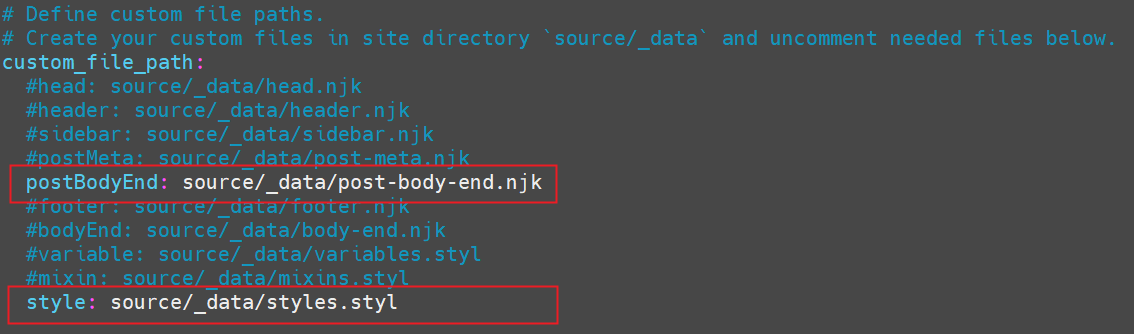 # Define custom file paths.
# Create your custom files in site directory `source/_data` and uncomment needed files below.
custom_file_path:
  #head: source/_data/head.njk
  #header: source/_data/header.njk
  #sidebar: source/_data/sidebar.njk
  #postMeta: source/_data/post-meta.njk
  postBodyEnd: source/_data/post-body-end.njk
  #footer: source/_data/footer.njk
  #bodyEnd: source/_data/body-end.njk
  #variable: source/_data/variables.styl
  #mixin: source/_data/mixins.styl
  style: source/_data/styles.styl